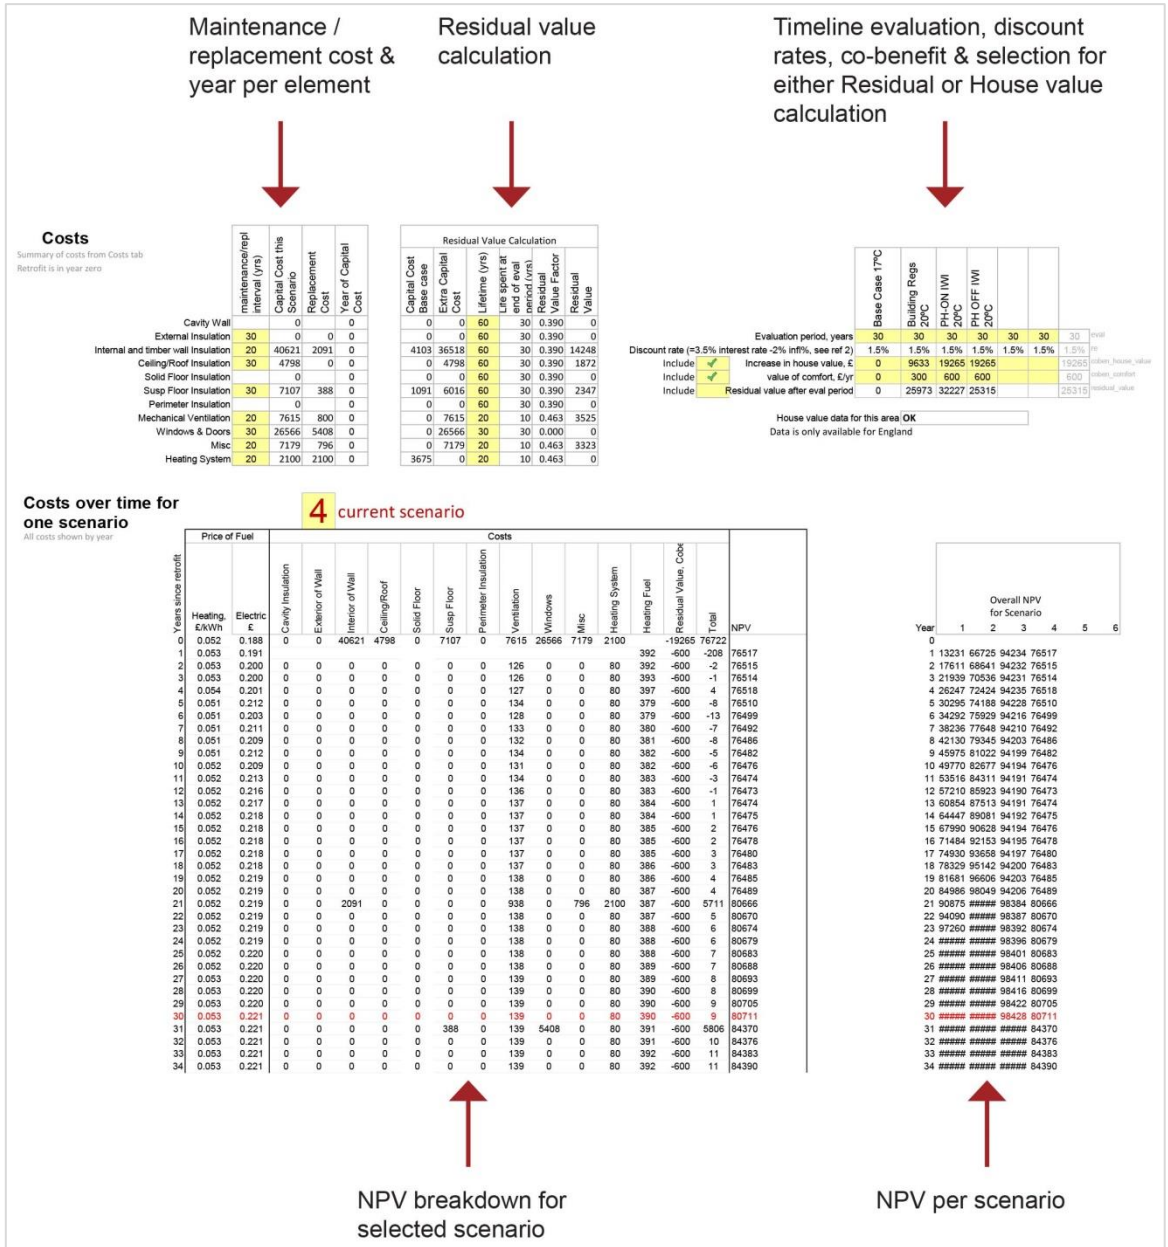 Maintenance /
replacement cost &
year per element
Residual value
calculation
Timeline evaluation, discount
rates, co-benefit & selection for
either Residual or House value
calculation
Costs
Summary of costs from Costs tab
Retrofit is in year zero
maintenance/repl interval (yrs) Capital Cost this Scenario Replacement Cost Year of Capital Cost
Residual Value Calculation
Capital Cost Base case Extra Capital Cost Lifetime (yrs) Life spent at end of eval period (yrs) Residual Value Factor Residual Value
Cavity Wall 0 0 0 0 60 30 0.390 0
External Insulation 30 0 0 0 0 0 60 30 0.390 0
Internal and timber wall Insulation 20 40621 2091 0 4103 36518 60 30 0.390 14248
Ceiling/Roof Insulation 30 4798 0 0 0 4798 60 30 0.390 1872
Solid Floor Insulation 0 0 0 0 60 30 0.390 0
Susp Floor Insulation 30 7107 388 0 1091 6016 60 30 0.390 2347
Perimeter Insulation 0 0 0 0 60 30 0.390 0
Mechanical Ventilation 20 7615 800 0 0 7615 20 10 0.463 3525
Windows & Doors 30 26566 5408 0 0 26566 30 30 0.000 0
Misc 20 7179 796 0 0 7179 20 10 0.463 3323
Heating System 20 2100 2100 0 3675 0 20 10 0.463 0
Base Case 17ºC Building Regs 20ºC PH-ON IWI 20ºC PH OFF IWI 20ºC
Evaluation period, years 30 30 30 30 30 30 30 eval
Discount rate (=3.5% interest rate -2% infl%, see ref 2) 1.5% 1.5% 1.5% 1.5% 1.5% 1.5% 1.5%
Include Increase in house value, £ 0 9633 19265 19265 19265 coben_house_value
Include value of comfort, £/yr 0 300 600 600 600 coben_comfort
Include Residual value after eval period 0 25973 32227 25315 25315 residual_value
House value data for this area OK
Data is only available for England
Costs over time for
one scenario
All costs shown by year
4 current scenario
Price of Fuel Costs
Years since retrofit Heating, £/kWh Electric £ Cavity Insulation Exterior of Wall Interior of Wall Ceiling/Roof Solid Floor Susp Floor Perimeter Insulation Ventilation Windows Misc Heating System Heating Fuel Residual Value, Cobe Total NPV
0 0.052 0.188 0 0 40621 4798 0 7107 0 7615 26566 7179 2100 -19265 76722
1 0.053 0.191 392 -600 -208 76517
2 0.053 0.200 0 0 0 0 0 0 0 126 0 0 80 392 -600 -2 76515
3 0.053 0.200 0 0 0 0 0 0 0 126 0 0 80 393 -600 -1 76514
4 0.054 0.201 0 0 0 0 0 0 0 127 0 0 80 397 -600 4 76518
5 0.051 0.212 0 0 0 0 0 0 0 134 0 0 80 379 -600 -8 76510
6 0.051 0.203 0 0 0 0 0 0 0 128 0 0 80 379 -600 -13 76499
7 0.051 0.211 0 0 0 0 0 0 0 133 0 0 80 380 -600 -7 76492
8 0.051 0.209 0 0 0 0 0 0 0 132 0 0 80 381 -600 -8 76486
9 0.051 0.212 0 0 0 0 0 0 0 134 0 0 80 382 -600 -5 76482
10 0.052 0.209 0 0 0 0 0 0 0 131 0 0 80 382 -600 -6 76476
11 0.052 0.213 0 0 0 0 0 0 0 134 0 0 80 383 -600 -3 76474
12 0.052 0.216 0 0 0 0 0 0 0 136 0 0 80 383 -600 -1 76473
13 0.052 0.217 0 0 0 0 0 0 0 137 0 0 80 384 -600 1 76474
14 0.052 0.218 0 0 0 0 0 0 0 137 0 0 80 384 -600 1 76475
15 0.052 0.218 0 0 0 0 0 0 0 137 0 0 80 385 -600 2 76476
16 0.052 0.218 0 0 0 0 0 0 0 137 0 0 80 385 -600 2 76478
17 0.052 0.218 0 0 0 0 0 0 0 137 0 0 80 385 -600 3 76480
18 0.052 0.218 0 0 0 0 0 0 0 137 0 0 80 386 -600 3 76483
19 0.052 0.219 0 0 0 0 0 0 0 138 0 0 80 386 -600 4 76485
20 0.052 0.219 0 0 0 0 0 0 0 138 0 0 80 387 -600 4 76489
21 0.052 0.219 0 0 2091 0 0 0 0 938 0 796 2100 387 -600 5711 80666
22 0.052 0.219 0 0 0 0 0 0 0 138 0 0 80 387 -600 5 80670
23 0.052 0.219 0 0 0 0 0 0 0 138 0 0 80 388 -600 6 80674
24 0.052 0.219 0 0 0 0 0 0 0 138 0 0 80 388 -600 6 80679
25 0.052 0.220 0 0 0 0 0 0 0 138 0 0 80 388 -600 7 80683
26 0.052 0.220 0 0 0 0 0 0 0 138 0 0 80 389 -600 7 80688
27 0.053 0.220 0 0 0 0 0 0 0 139 0 0 80 389 -600 8 80693
28 0.053 0.220 0 0 0 0 0 0 0 139 0 0 80 390 -600 8 80699
29 0.053 0.220 0 0 0 0 0 0 0 139 0 0 80 390 -600 9 80705
30 0.053 0.221 0 0 0 0 0 0 0 139 0 0 80 390 -600 9 80711
31 0.053 0.221 0 0 0 0 0 388 0 139 5408 0 80 391 -600 5806 84370
32 0.053 0.221 0 0 0 0 0 0 0 139 0 0 80 391 -600 10 84376
33 0.053 0.221 0 0 0 0 0 0 0 139 0 0 80 392 -600 11 84383
34 0.053 0.221 0 0 0 0 0 0 0 139 0 0 80 392 -600 11 84390
Overall NPV
for Scenario
Year 1 2 3 4 5 6
0
1 13231 66725 94234 76517
2 17611 68641 94232 76515
3 21939 70536 94231 76514
4 26247 72424 94235 76518
5 30295 74188 94228 76510
6 34292 75929 94216 76499
7 38236 77648 94210 76492
8 42130 79345 94203 76486
9 45975 81022 94199 76482
10 49770 82677 94194 76476
11 53516 84311 94191 76474
12 57210 85923 94190 76473
13 60854 87513 94191 76474
14 64447 89081 94192 76475
15 67990 90628 94194 76476
16 71484 92153 94195 76478
17 74930 93658 94197 76480
18 78329 95142 94200 76483
19 81681 96606 94203 76485
20 84986 98049 94206 76489
21 90875 ##### 98384 80666
22 94090 ##### 98387 80670
23 97260 ##### 98392 80674
24 ##### ##### 98396 80679
25 ##### ##### 98401 80683
26 ##### ##### 98406 80688
27 ##### ##### 98411 80693
28 ##### ##### 98416 80699
29 ##### ##### 98422 80705
30 ##### ##### 98428 80711
31 ##### ##### ##### 84370
32 ##### ##### ##### 84376
33 ##### ##### ##### 84383
34 ##### ##### ##### 84390
NPV breakdown for
selected scenario
NPV per scenario